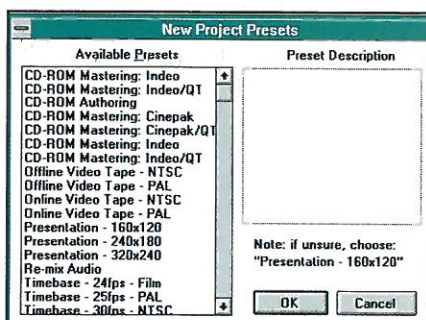 New Project Presets
Available Presets
CD-ROM Mastering: Indeo
CD-ROM Mastering: Indeo/QT
CD-ROM Authoring
CD-ROM Mastering: Cinepak
CD-ROM Mastering: Cinepak/QT
CD-ROM Mastering: Indeo
CD-ROM Mastering: Indeo/QT
Offline Video Tape - NTSC
Offline Video Tape - PAL
Online Video Tape - NTSC
Online Video Tape - PAL
Presentation - 160x120
Presentation - 240x180
Presentation - 320x240
Re-mix Audio
Timebase - 24fps - Film
Timebase - 25fps - PAL
Timebase - 30fps - NTSC
Preset Description
Note: if unsure, choose:
"Presentation - 160x120"
OK
Cancel